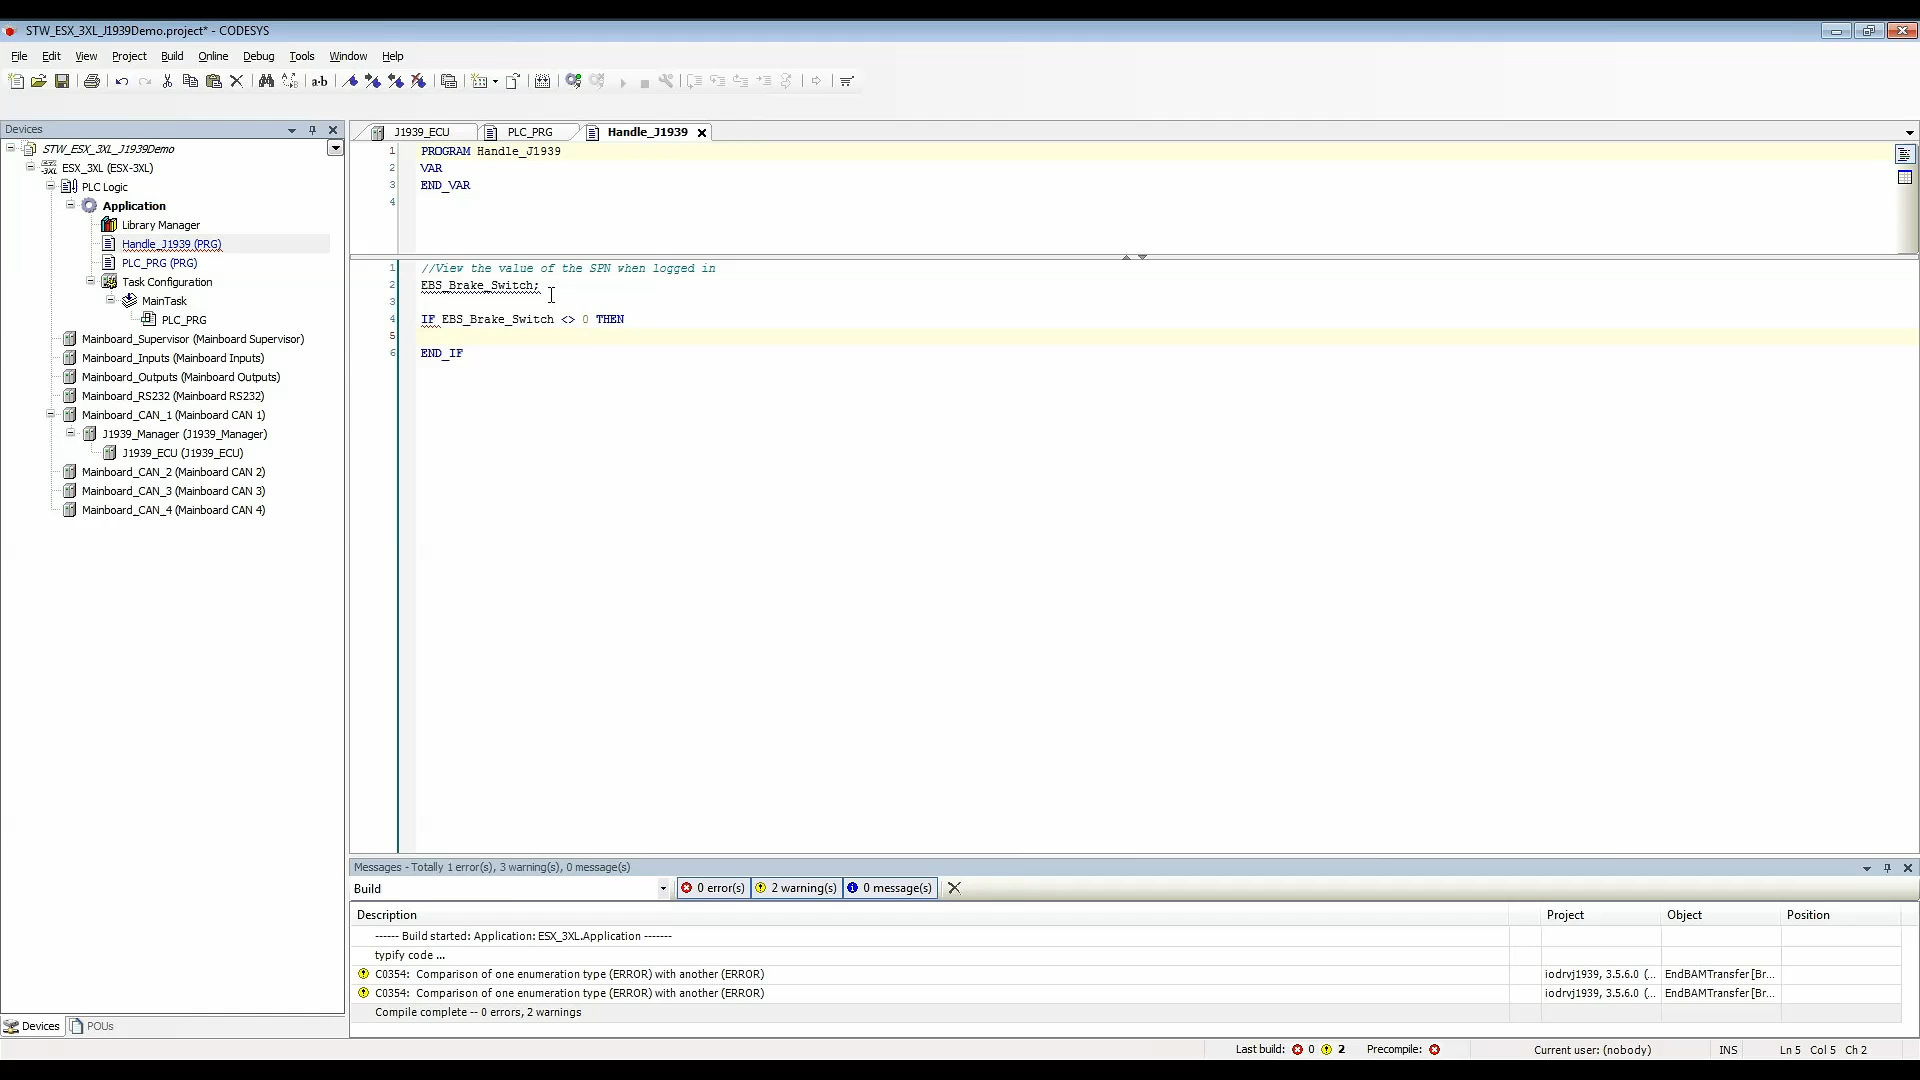 STW_ESX_3XL_J1939Demo.project* - CODESYS
File Edit View Project Build Online Debug Tools Window Help
Devices
STW_ESX_3XL_J1939Demo
ESX_3XL (ESX-3XL)
PLC Logic
Application
Library Manager
Handle_J1939 (PRG)
PLC_PRG (PRG)
Task Configuration
MainTask
PLC_PRG
Mainboard_Supervisor (Mainboard Supervisor)
Mainboard_Inputs (Mainboard Inputs)
Mainboard_Outputs (Mainboard Outputs)
Mainboard_RS232 (Mainboard RS232)
Mainboard_CAN_1 (Mainboard CAN 1)
J1939_Manager (J1939_Manager)
J1939_ECU (J1939_ECU)
Mainboard_CAN_2 (Mainboard CAN 2)
Mainboard_CAN_3 (Mainboard CAN 3)
Mainboard_CAN_4 (Mainboard CAN 4)
Devices POUs
J1939_ECU PLC_PRG Handle_J1939
1 PROGRAM Handle_J1939
2 VAR
3 END_VAR
4
1 //View the value of the SPN when logged in
2 EBS_Brake_Switch;
3
4 IF EBS_Brake_Switch <> 0 THEN
5
6 END_IF
Messages - Totally 1 error(s), 3 warning(s), 0 message(s)
Build 0 error(s) 2 warning(s) 0 message(s)
Description Project Object Position
------ Build started: Application: ESX_3XL.Application -------
typify code ...
C0354: Comparison of one enumeration type (ERROR) with another (ERROR) iodrvj1939, 3.5.6.0 (... EndBAMTransfer [Br...
C0354: Comparison of one enumeration type (ERROR) with another (ERROR) iodrvj1939, 3.5.6.0 (... EndBAMTransfer [Br...
Compile complete -- 0 errors, 2 warnings
Last build: 0 2 Precompile: Current user: (nobody) INS Ln 5 Col 5 Ch 2